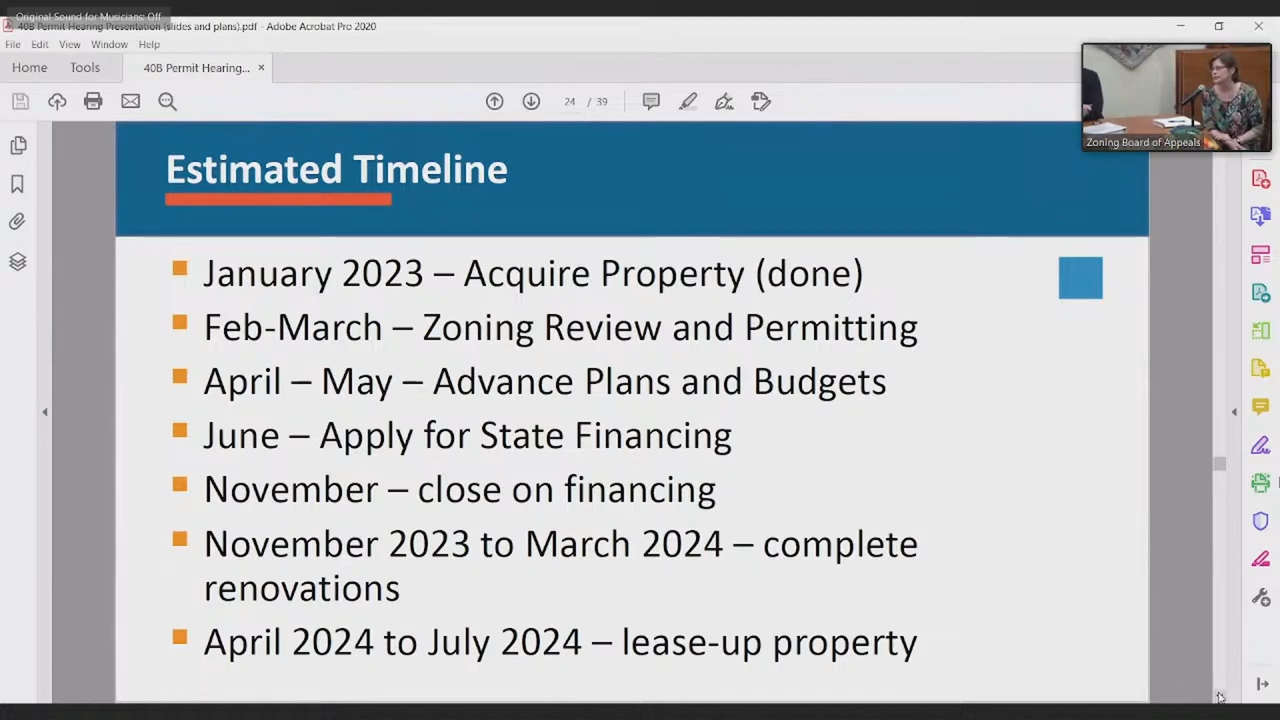 Original Sound for Musicians: Off
40B Permit Hearing Presentation (slides and plans).pdf - Adobe Acrobat Pro 2020
File Edit View Window Help
Home Tools 40B Permit Hearing... ×
24 / 39
Zoning Board of Appeals
Estimated Timeline
January 2023 – Acquire Property (done)
Feb-March – Zoning Review and Permitting
April – May – Advance Plans and Budgets
June – Apply for State Financing
November – close on financing
November 2023 to March 2024 – complete
renovations
April 2024 to July 2024 – lease-up property